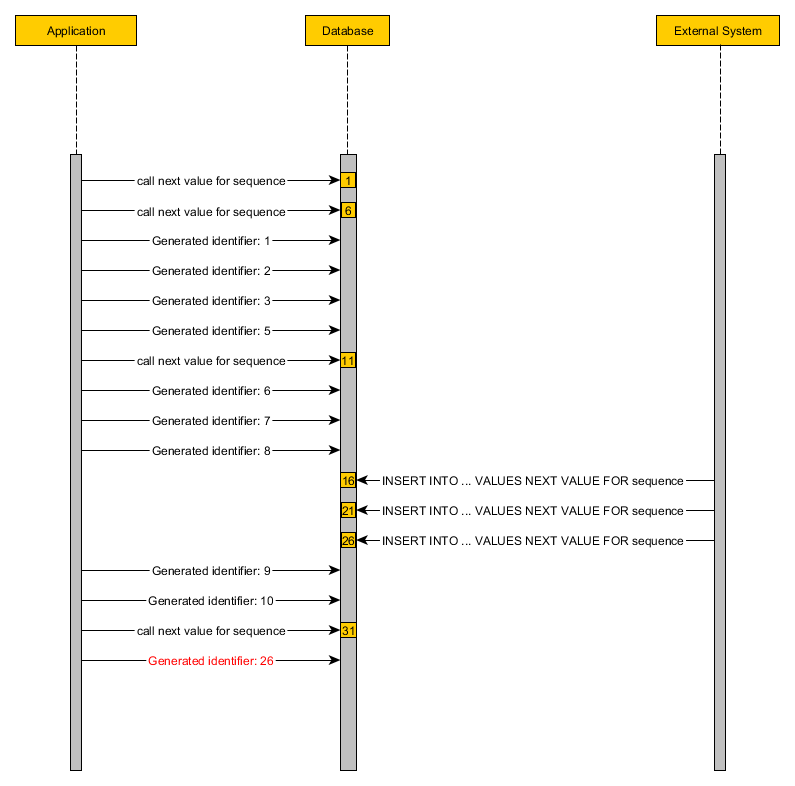 Application
Database
External System
call next value for sequence
1
call next value for sequence
6
Generated identifier: 1
Generated identifier: 2
Generated identifier: 3
Generated identifier: 5
call next value for sequence
11
Generated identifier: 6
Generated identifier: 7
Generated identifier: 8
16
INSERT INTO ... VALUES NEXT VALUE FOR sequence
21
INSERT INTO ... VALUES NEXT VALUE FOR sequence
26
INSERT INTO ... VALUES NEXT VALUE FOR sequence
Generated identifier: 9
Generated identifier: 10
call next value for sequence
31
Generated identifier: 26